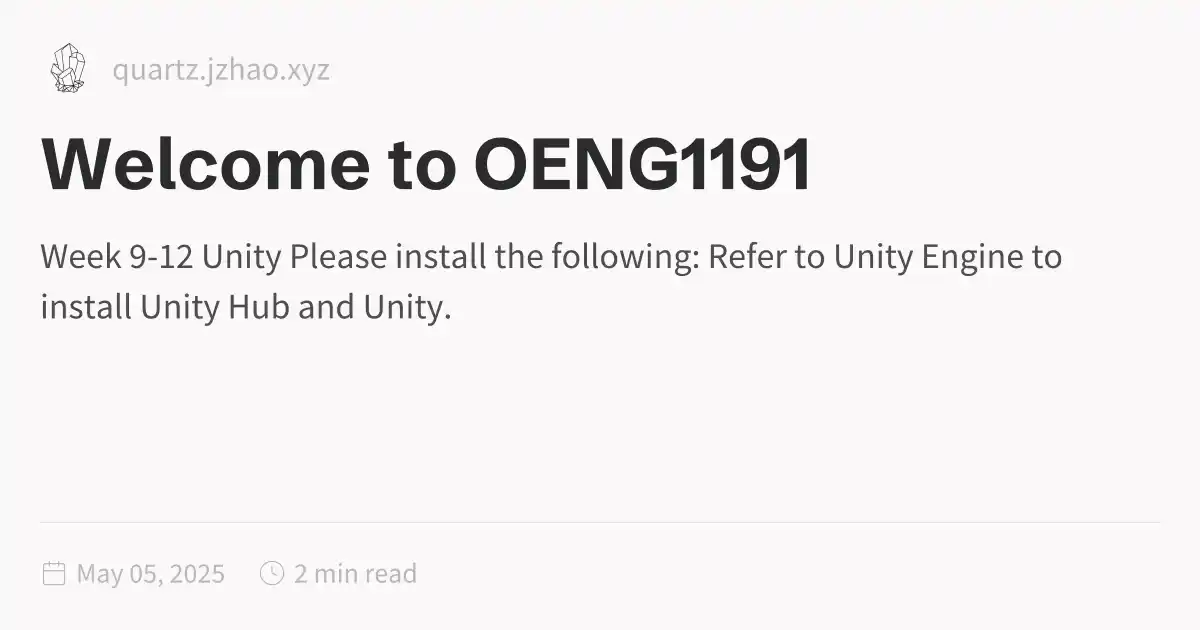 quartz.jzhao.xyz
Welcome to OENG1191
Week 9-12 Unity Please install the following: Refer to Unity Engine to
install Unity Hub and Unity.
May 05, 2025 2 min read